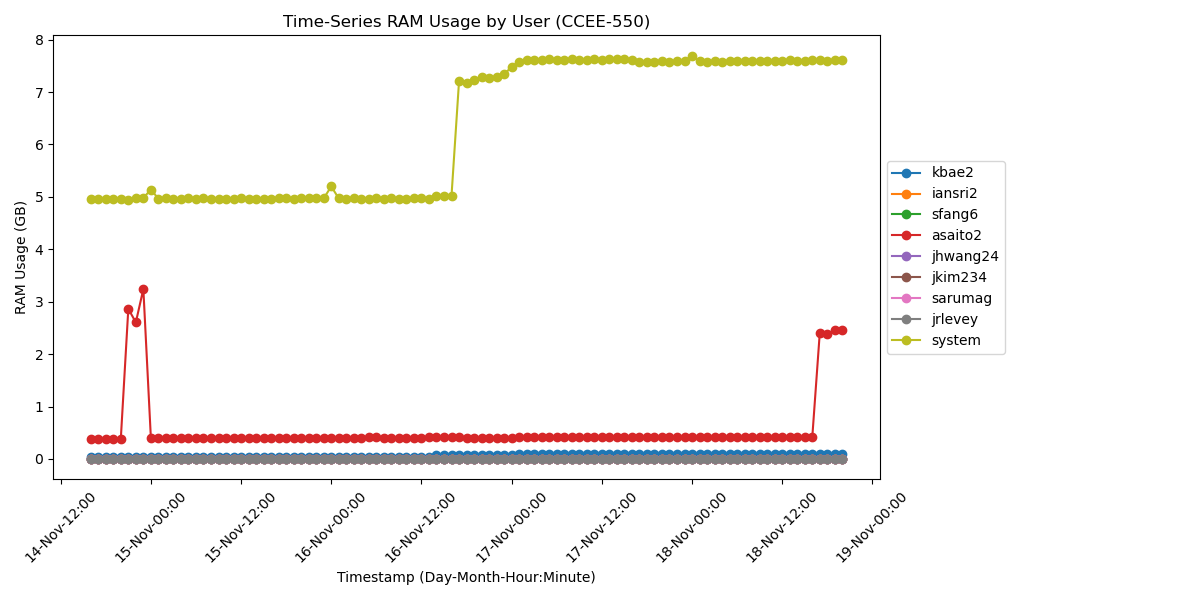 Time-Series RAM Usage by User (CCEE-550)
8
7
6
5
4
3
2
1
0
RAM Usage (GB)
14-Nov-12:00
15-Nov-00:00
15-Nov-12:00
16-Nov-00:00
16-Nov-12:00
17-Nov-00:00
17-Nov-12:00
18-Nov-00:00
18-Nov-12:00
19-Nov-00:00
Timestamp (Day-Month-Hour:Minute)
kbae2
iansri2
sfang6
asaito2
jhwang24
jkim234
sarumag
jrlevey
system